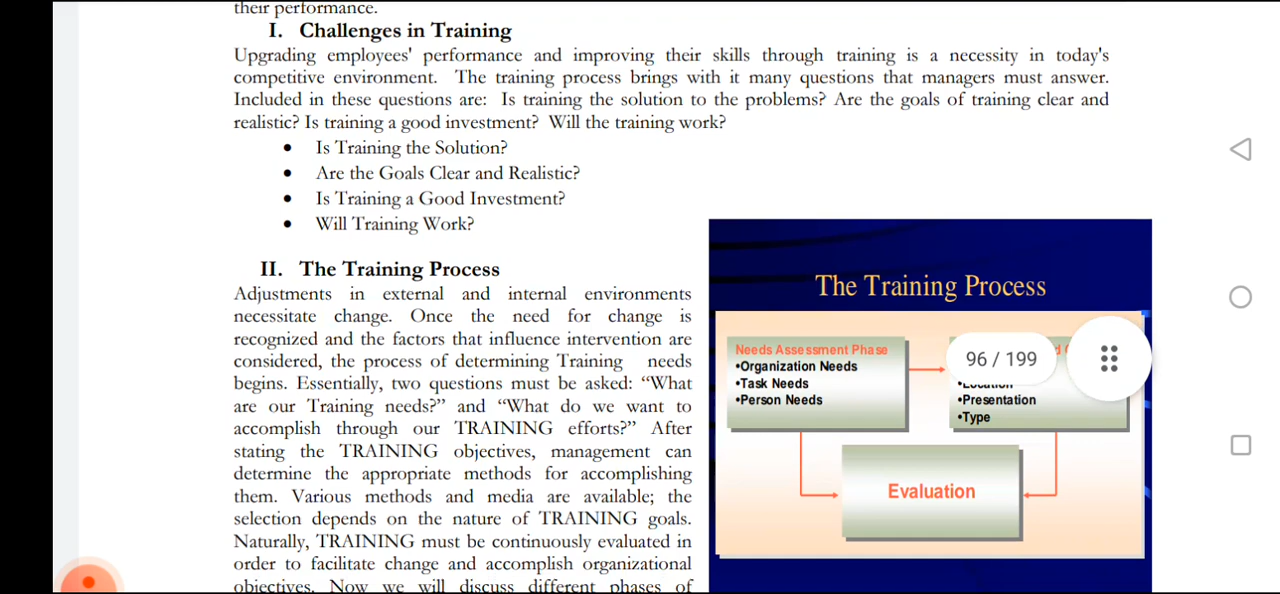 their performance.
I. Challenges in Training
Upgrading employees' performance and improving their skills through training is a necessity in today's
competitive environment. The training process brings with it many questions that managers must answer.
Included in these questions are: Is training the solution to the problems? Are the goals of training clear and
realistic? Is training a good investment? Will the training work?
• Is Training the Solution?
• Are the Goals Clear and Realistic?
• Is Training a Good Investment?
• Will Training Work?
II. The Training Process
Adjustments in external and internal environments
necessitate change. Once the need for change is
recognized and the factors that influence intervention are
considered, the process of determining Training needs
begins. Essentially, two questions must be asked: “What
are our Training needs?” and “What do we want to
accomplish through our TRAINING efforts?” After
stating the TRAINING objectives, management can
determine the appropriate methods for accomplishing
them. Various methods and media are available; the
selection depends on the nature of TRAINING goals.
Naturally, TRAINING must be continuously evaluated in
order to facilitate change and accomplish organizational
objectives. Now we will discuss different phases of
The Training Process
Needs Assessment Phase
•Organization Needs
•Task Needs
•Person Needs
96 / 199
•Location
•Presentation
•Type
Evaluation